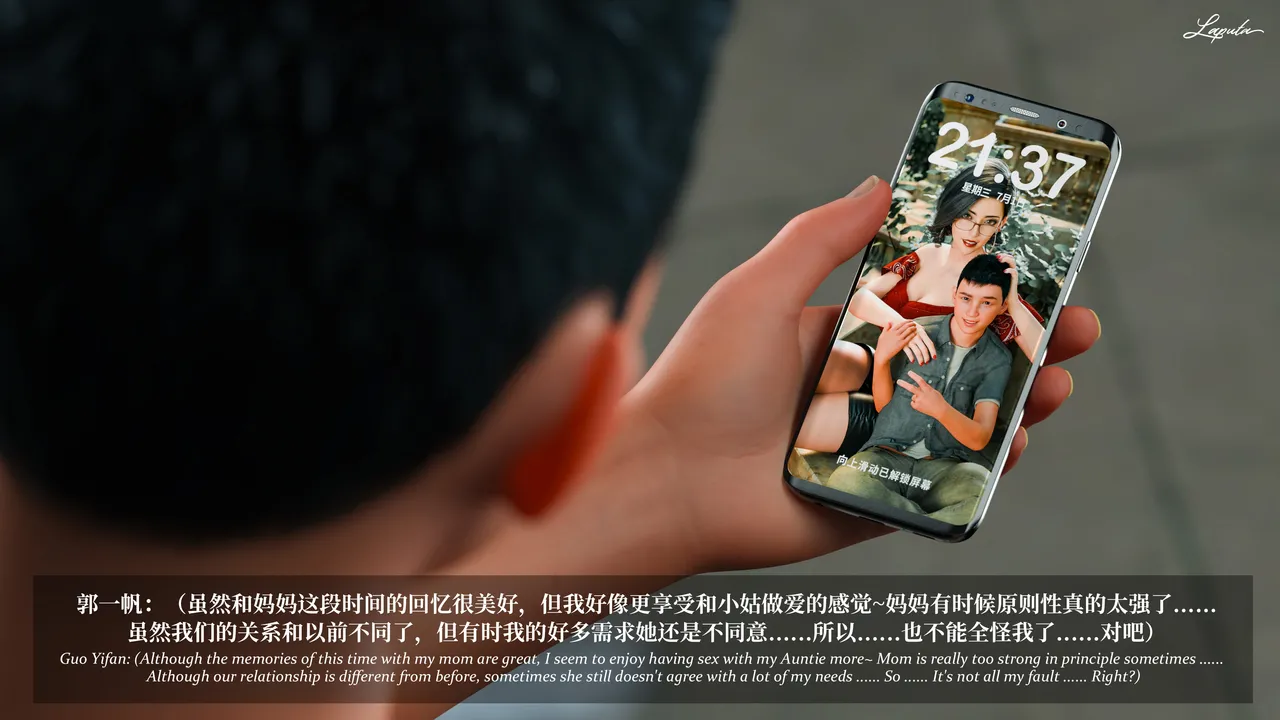 Laputa
21:37
星期三 7月
向上滑动已解锁屏幕
郭一帆：（虽然和妈妈这段时间的回忆很美好，但我好像更享受和小姑做爱的感觉~妈妈有时候原则性真的太强了……
虽然我们的关系和以前不同了，但有时我的好多需求她还是不同意……所以……也不能全怪我了……对吧）
Guo Yifan: (Although the memories of this time with my mom are great, I seem to enjoy having sex with my Auntie more~ Mom is really too strong in principle sometimes ......
Although our relationship is different from before, sometimes she still doesn't agree with a lot of my needs ...... So ...... It's not all my fault ...... Right?)